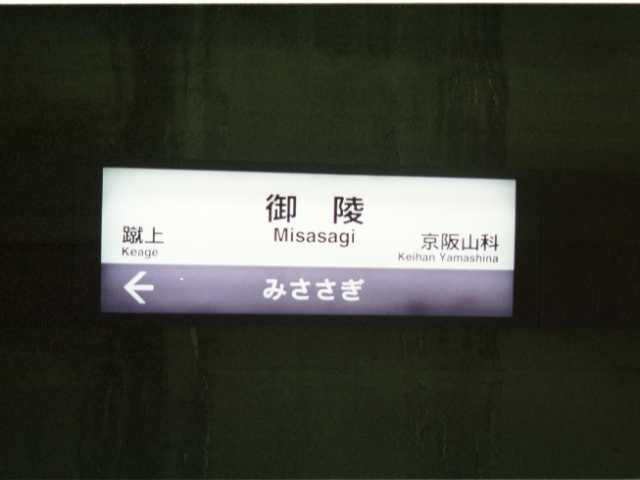 御 陵
Misasagi
蹴上
Keage
京阪山科
Keihan Yamashina
← みささぎ